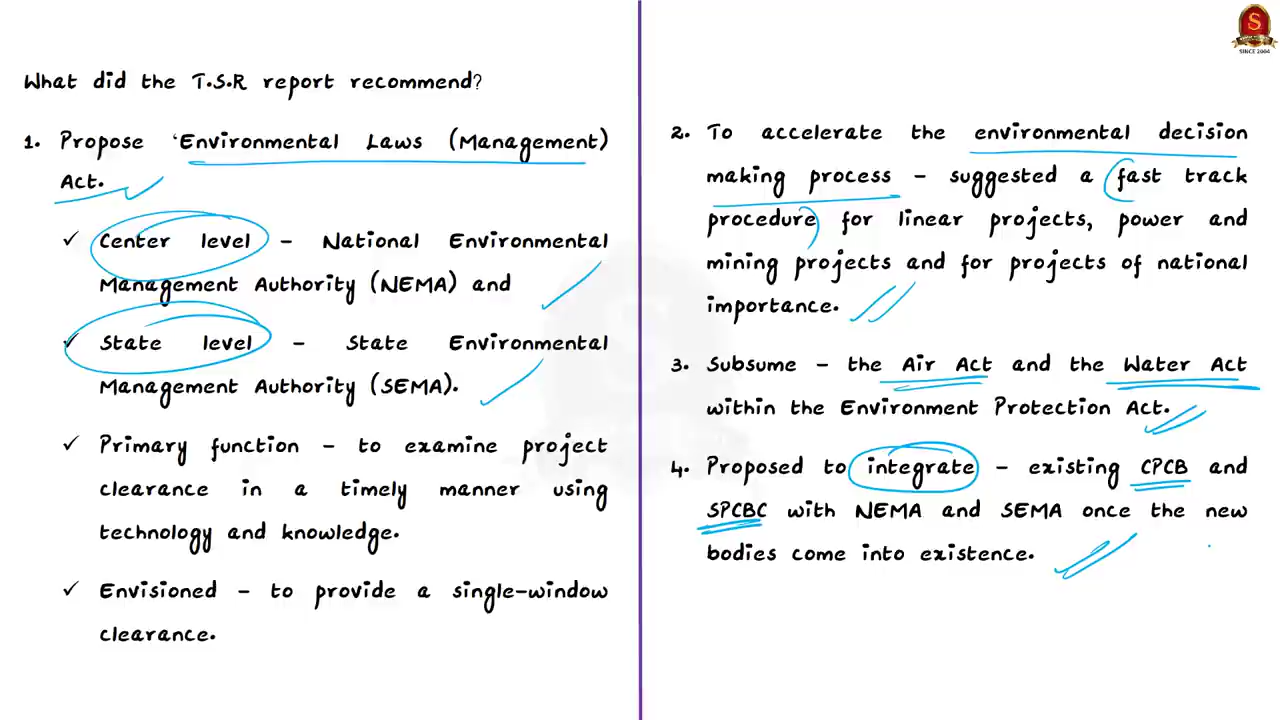 What did the T.S.R report recommend?
1. Propose ‘Environmental Laws (Management)
Act.
✓ Center level – National Environmental
Management Authority (NEMA) and
✓ State level – State Environmental
Management Authority (SEMA).
✓ Primary function – to examine project
clearance in a timely manner using
technology and knowledge.
✓ Envisioned – to provide a single-window
clearance.
S
SINCE 2004
2. To accelerate the environmental decision
making process – suggested a fast track
procedure for linear projects, power and
mining projects and for projects of national
importance.
3. Subsume – the Air Act and the Water Act
within the Environment Protection Act.
4. Proposed to integrate – existing CPCB and
SPCBC with NEMA and SEMA once the new
bodies come into existence.